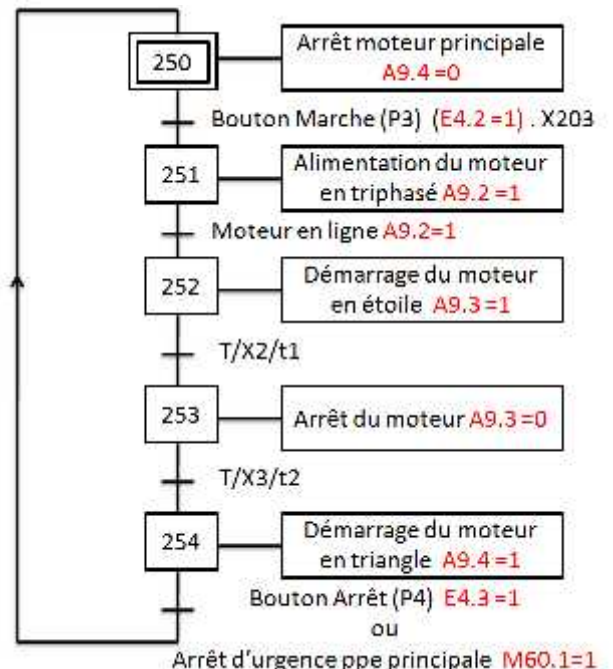 250
Arrêt moteur principale
A9.4=0
Bouton Marche (P3) (E4.2=1) . X203
251
Alimentation du moteur
en triphasé A9.2=1
Moteur en ligne A9.2=1
252
Démarrage du moteur
en étoile A9.3=1
T/X2/t1
253
Arrêt du moteur A9.3=0
T/X3/t2
254
Démarrage du moteur
en triangle A9.4=1
Bouton Arrêt (P4) E4.3=1
ou
Arrêt d'urgence ppe principale M60.1=1